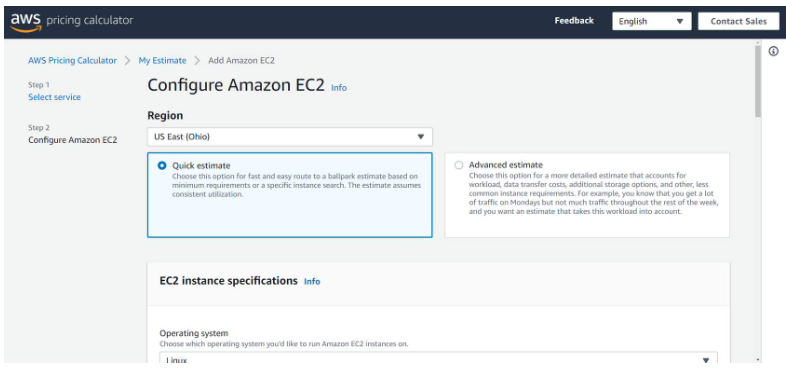 aws pricing calculator
Feedback
English
Contact Sales
AWS Pricing Calculator > My Estimate > Add Amazon EC2
Step 1
Select service
Step 2
Configure Amazon EC2
Configure Amazon EC2 Info
Region
US East (Ohio)
Quick estimate
Choose this option for fast and easy route to a ballpark estimate based on
minimum requirements or a specific instance search. The estimate assumes
consistent utilization.
Advanced estimate
Choose this option for a more detailed estimate that accounts for
workload, data transfer costs, additional storage options, and other, less
common instance requirements. For example, you know that you get a lot
of traffic on Mondays but not much traffic throughout the rest of the week,
and you want an estimate that takes this workload into account.
EC2 instance specifications Info
Operating system
Choose which operating system you'd like to run Amazon EC2 instances on.
Linux